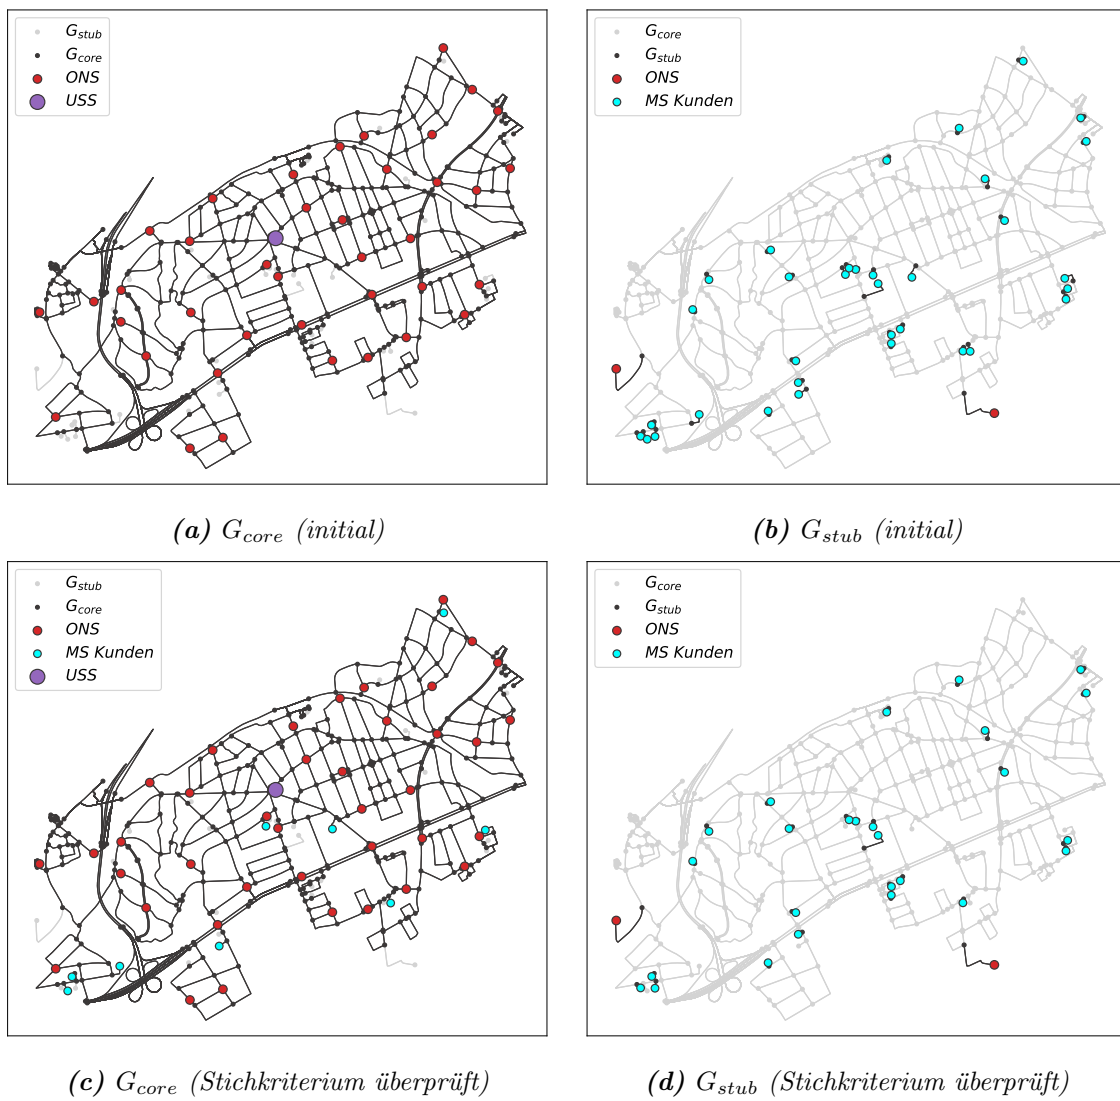 G_stub
G_core
ONS
USS
G_core
G_stub
ONS
MS Kunden
(a) G_core (initial)
(b) G_stub (initial)
G_stub
G_core
ONS
MS Kunden
USS
G_core
G_stub
ONS
MS Kunden
(c) G_core (Stichkriterium überprüft)
(d) G_stub (Stichkriterium überprüft)